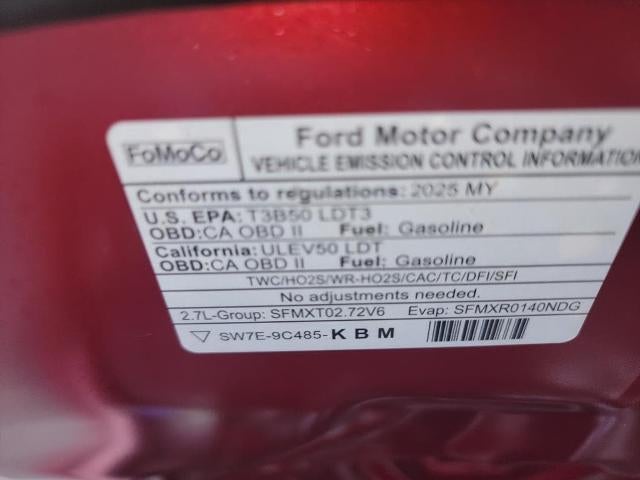 FoMoCo
Ford Motor Company
VEHICLE EMISSION CONTROL INFORMATION
Conforms to regulations: 2025 MY
U.S. EPA: T3B50 LDT3
OBD:CA OBD II Fuel: Gasoline
California: ULEV50 LDT
OBD:CA OBD II Fuel: Gasoline
TWC/HO2S/WR-HO2S/CAC/TC/DFI/SFI
No adjustments needed.
2.7L-Group: SFMXT02.72V6 Evap: SFMXR0140NDG
SW7E-9C485-K B M